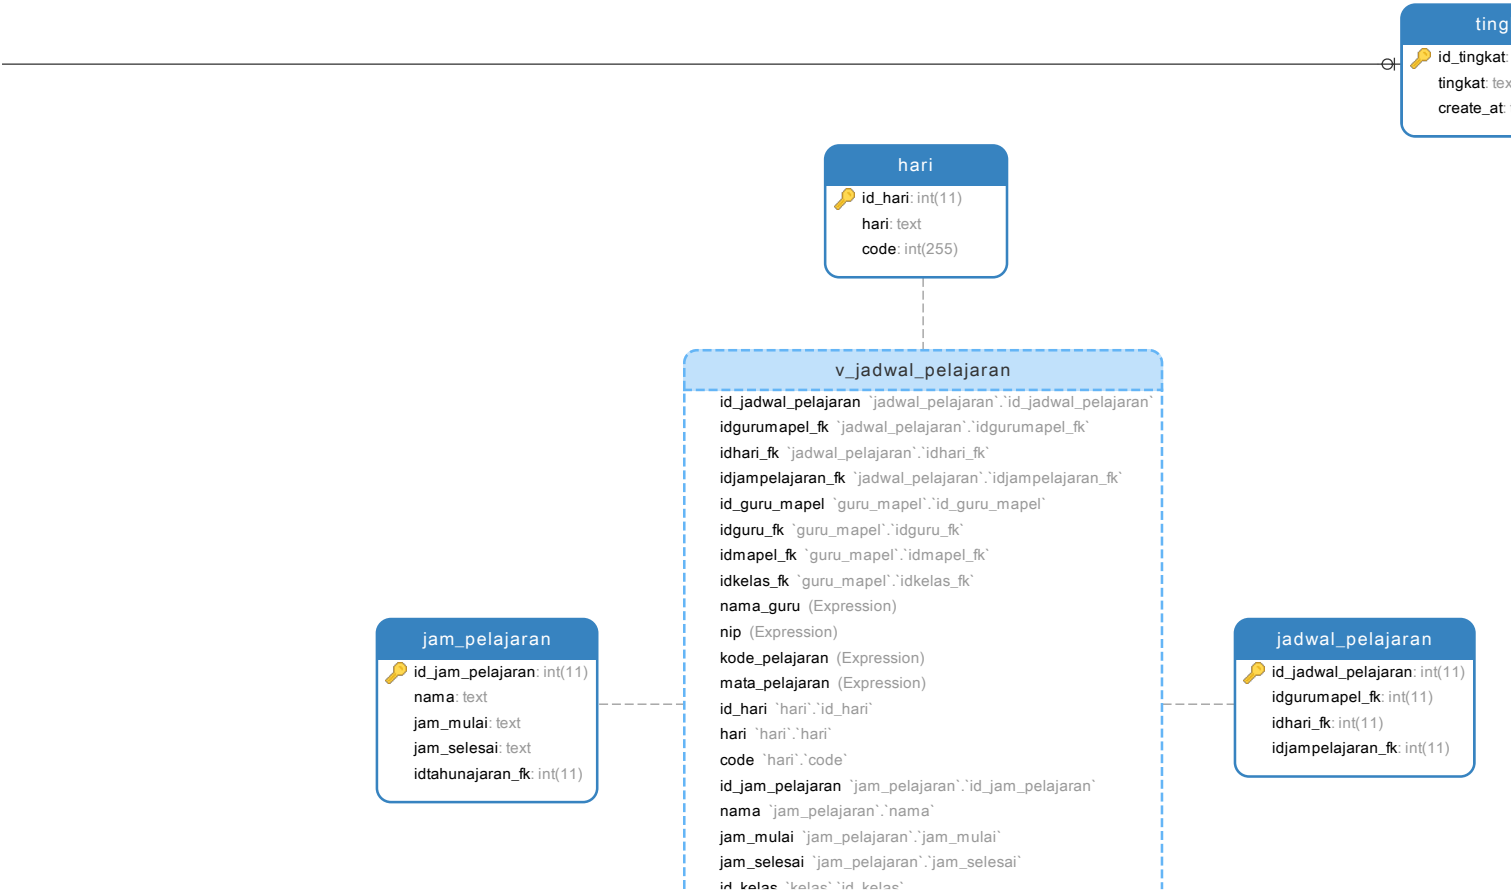 ting
id_tingkat:
tingkat: tex
create_at:
hari
id_hari: int(11)
hari: text
code: int(255)
v_jadwal_pelajaran
id_jadwal_pelajaran `jadwal_pelajaran`.`id_jadwal_pelajaran`
idgurumapel_fk `jadwal_pelajaran`.`idgurumapel_fk`
idhari_fk `jadwal_pelajaran`.`idhari_fk`
idjampelajaran_fk `jadwal_pelajaran`.`idjampelajaran_fk`
id_guru_mapel `guru_mapel`.`id_guru_mapel`
idguru_fk `guru_mapel`.`idguru_fk`
idmapel_fk `guru_mapel`.`idmapel_fk`
idkelas_fk `guru_mapel`.`idkelas_fk`
nama_guru (Expression)
nip (Expression)
kode_pelajaran (Expression)
mata_pelajaran (Expression)
id_hari `hari`.`id_hari`
hari `hari`.`hari`
code `hari`.`code`
id_jam_pelajaran `jam_pelajaran`.`id_jam_pelajaran`
nama `jam_pelajaran`.`nama`
jam_mulai `jam_pelajaran`.`jam_mulai`
jam_selesai `jam_pelajaran`.`jam_selesai`
id_kelas `kelas`.`id_kelas`
jam_pelajaran
id_jam_pelajaran: int(11)
nama: text
jam_mulai: text
jam_selesai: text
idtahunajaran_fk: int(11)
jadwal_pelajaran
id_jadwal_pelajaran: int(11)
idgurumapel_fk: int(11)
idhari_fk: int(11)
idjampelajaran_fk: int(11)